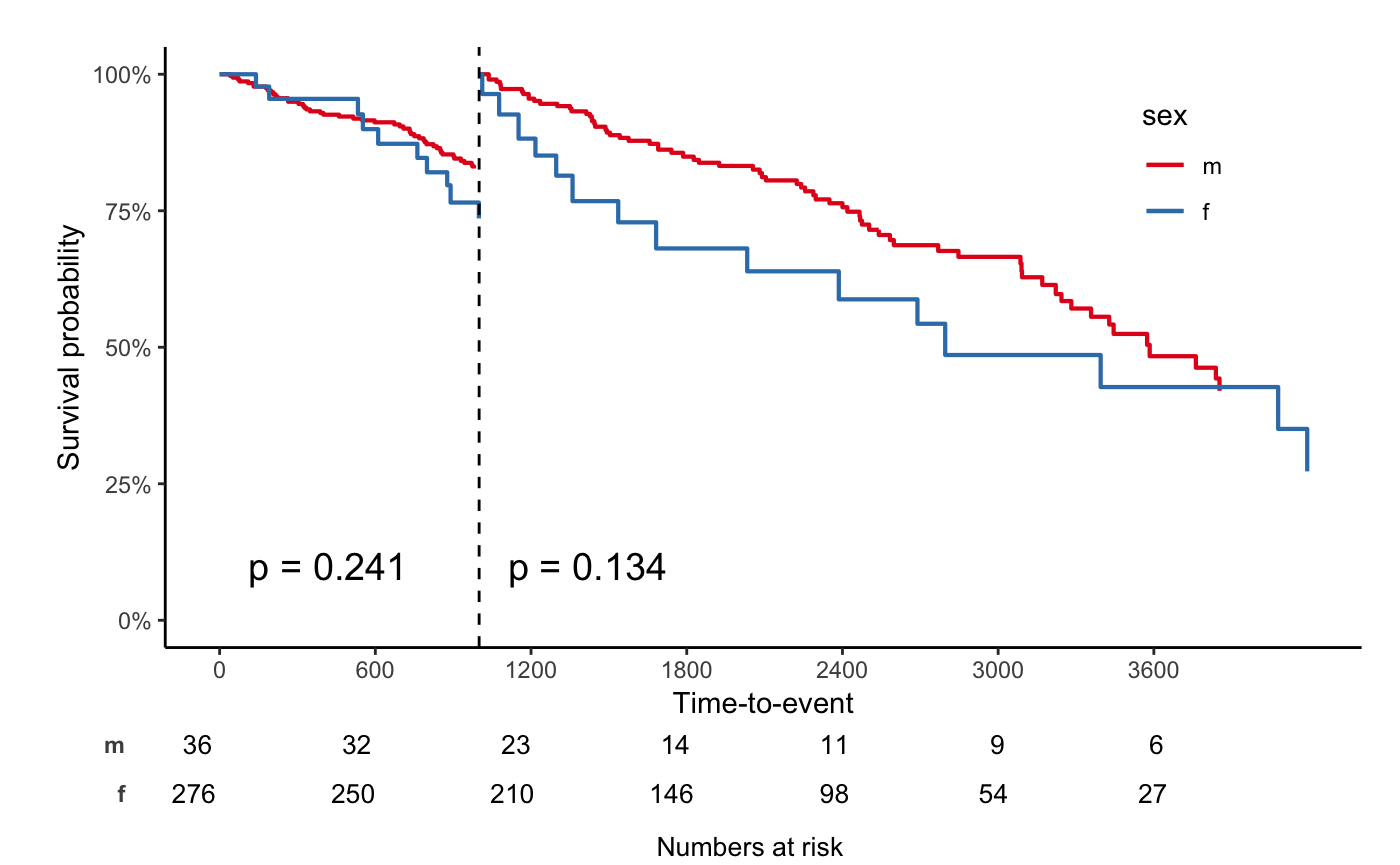 sex
m
f
Survival probability
100%
75%
50%
25%
0%
p = 0.241 p = 0.134
0 600 1200 1800 2400 3000 3600
Time-to-event
m 36 32 23 14 11 9 6
f 276 250 210 146 98 54 27
Numbers at risk